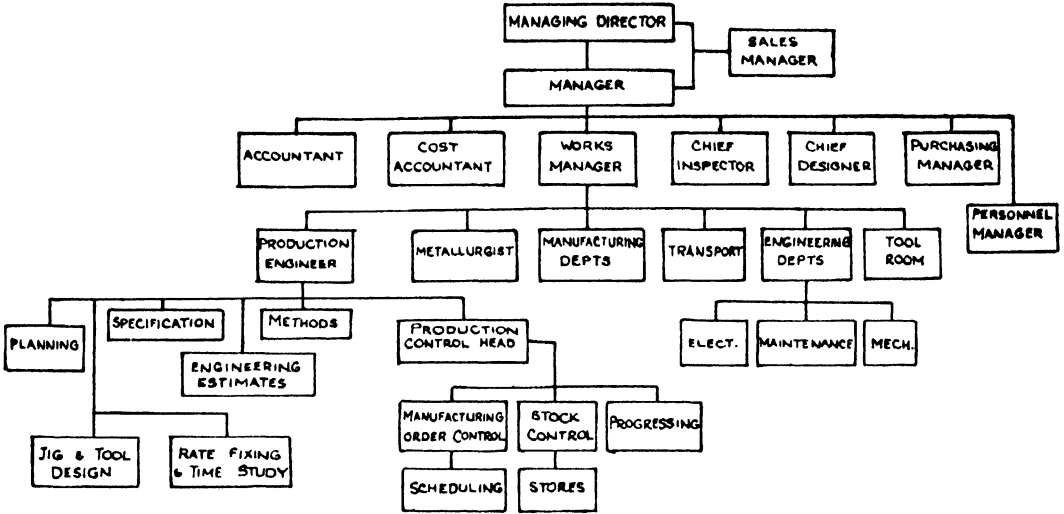 MANAGING DIRECTOR
SALES
MANAGER
MANAGER
ACCOUNTANT
COST
ACCOUNTANT
WORKS
MANAGER
CHIEF
INSPECTOR
CHIEF
DESIGNER
PURCHASING
MANAGER
PERSONNEL
MANAGER
PRODUCTION
ENGINEER
METALLURGIST
MANUFACTURING
DEPTS
TRANSPORT
ENGINEERING
DEPTS
TOOL
ROOM
PLANNING
SPECIFICATION
ENGINEERING
ESTIMATES
METHODS
PRODUCTION
CONTROL HEAD
ELECT.
MAINTENANCE
MECH.
JIG & TOOL
DESIGN
RATE FIXING
& TIME STUDY
MANUFACTURING
ORDER CONTROL
STOCK
CONTROL
PROGRESSING
SCHEDULING
STORES